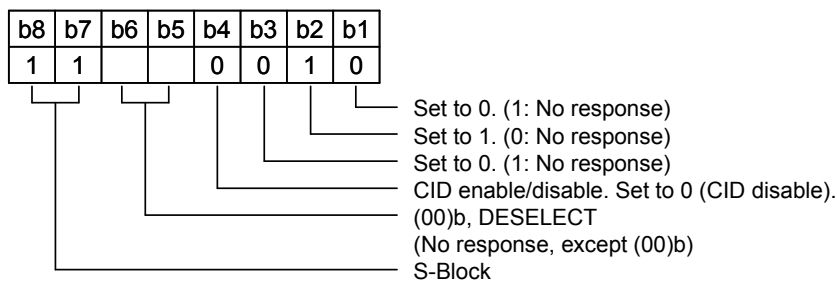 b8 b7 b6 b5 b4 b3 b2 b1
1 1 0 0 1 0
Set to 0. (1: No response)
Set to 1. (0: No response)
Set to 0. (1: No response)
CID enable/disable. Set to 0 (CID disable).
(00)b, DESELECT
(No response, except (00)b)
S-Block